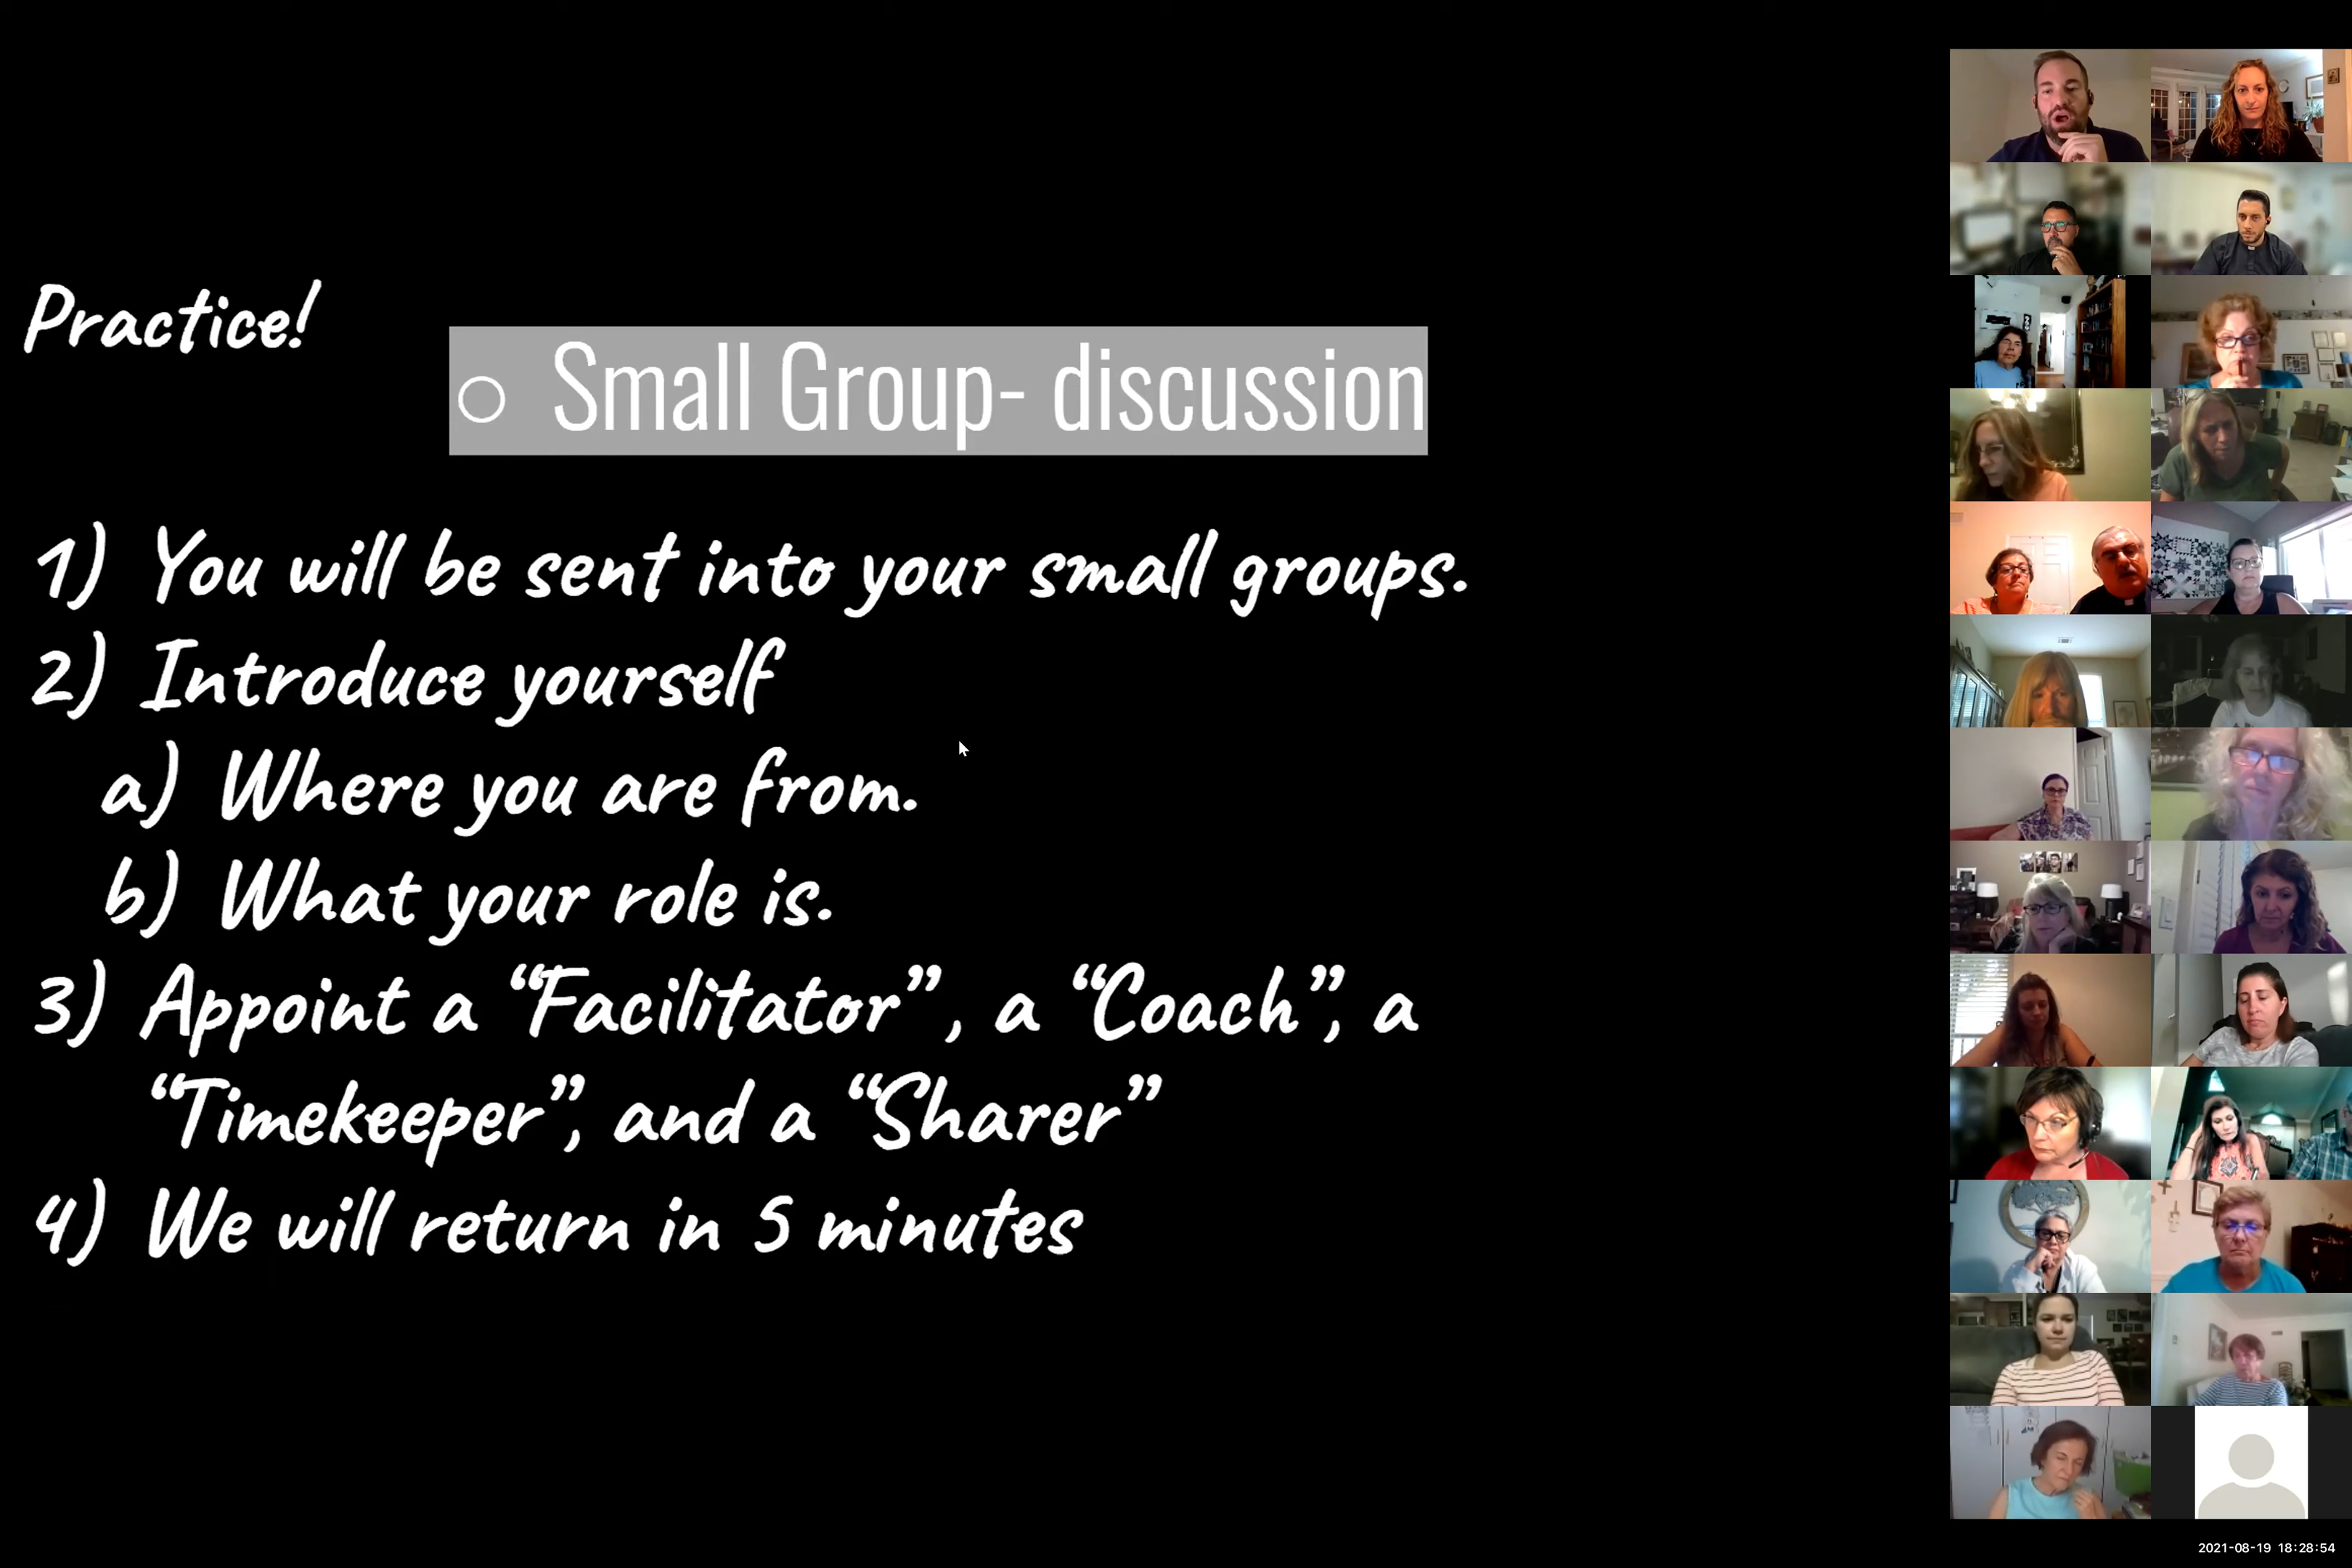 Practice!
○ Small Group- discussion
1) You will be sent into your small groups.
2) Introduce yourself
a) Where you are from.
b) What your role is.
3) Appoint a “Facilitator”, a “Coach”, a
“Timekeeper”, and a “Sharer”
4) We will return in 5 minutes
2021-08-19 18:28:54